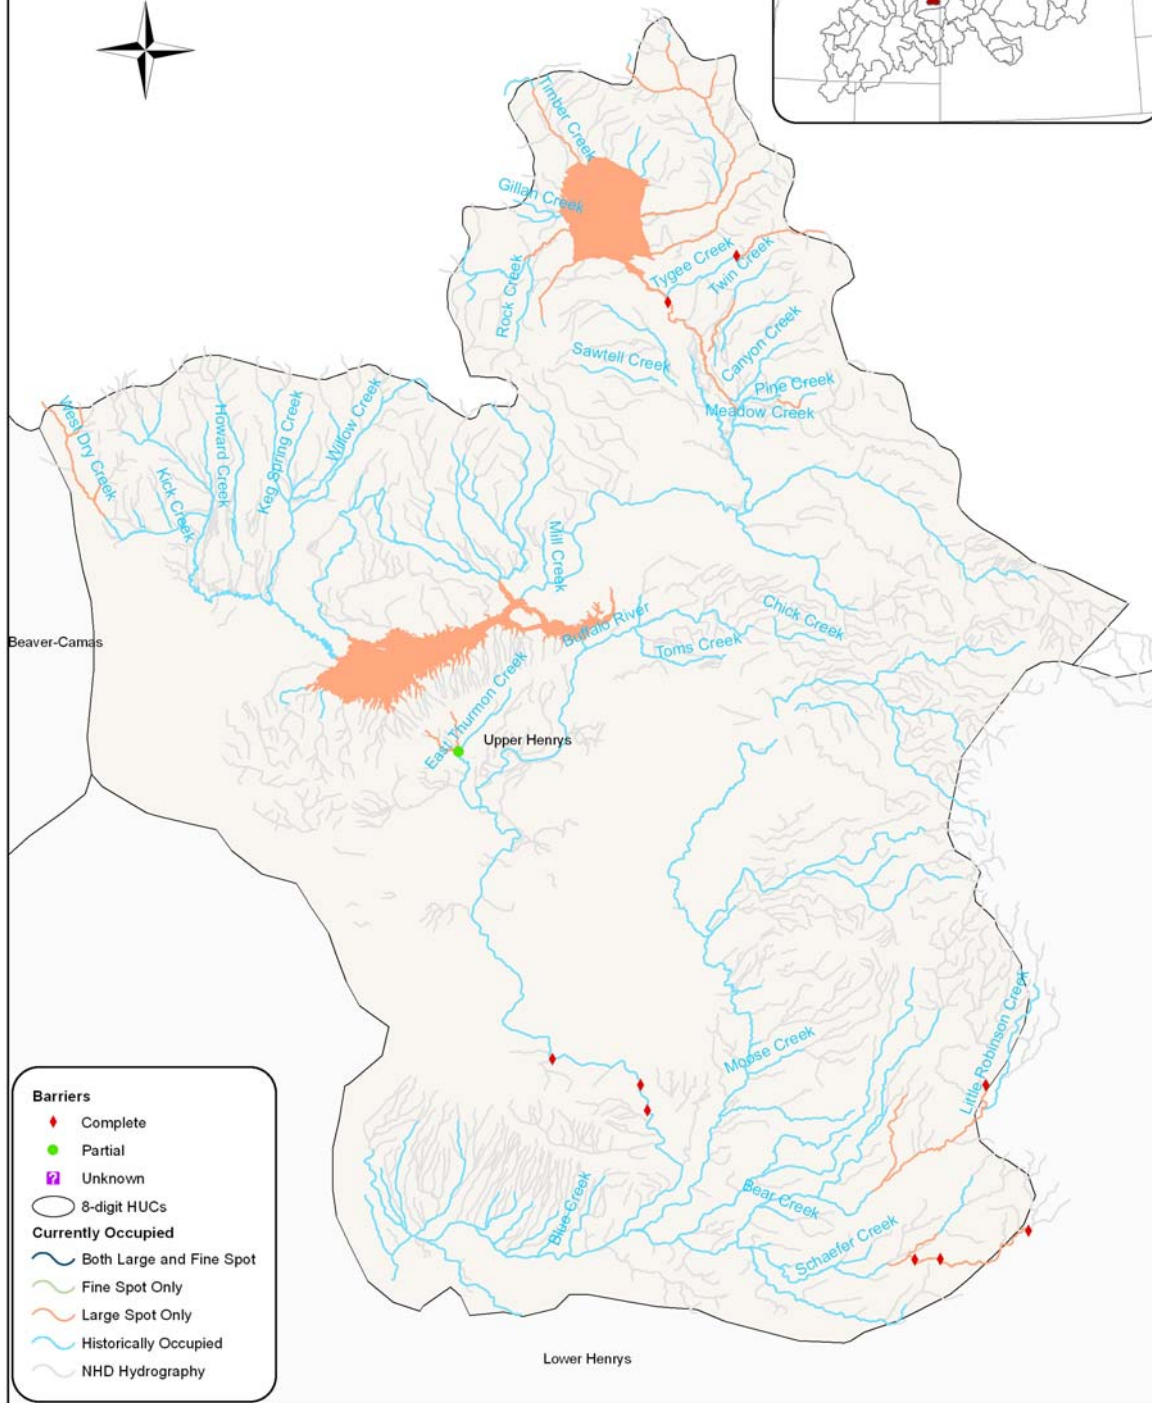 Timber Creek
Gillan Creek
Rock Creek
Tygee Creek
Twin Creek
Sawtell Creek
Canyon Creek
Pine Creek
Meadow Creek
West Dry Creek
Kick Creek
Howard Creek
Keg Spring Creek
Willow Creek
Mill Creek
Buffalo River
Chick Creek
Toms Creek
Beaver-Camas
East Thurmon Creek
Upper Henrys
Little Robinson Creek
Moose Creek
Bear Creek
Blue Creek
Schaefer Creek
Lower Henrys
Barriers
Complete
Partial
?
Unknown
8-digit HUCs
Currently Occupied
Both Large and Fine Spot
Fine Spot Only
Large Spot Only
Historically Occupied
NHD Hydrography